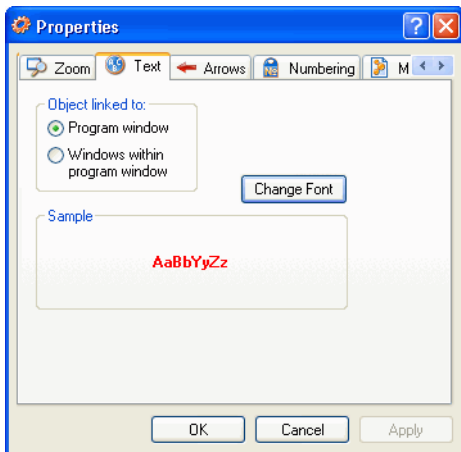 Properties
Zoom Text Arrows Numbering M
Object linked to:
Program window
Windows within
program window
Change Font
Sample
AaBbYyZz
OK Cancel Apply